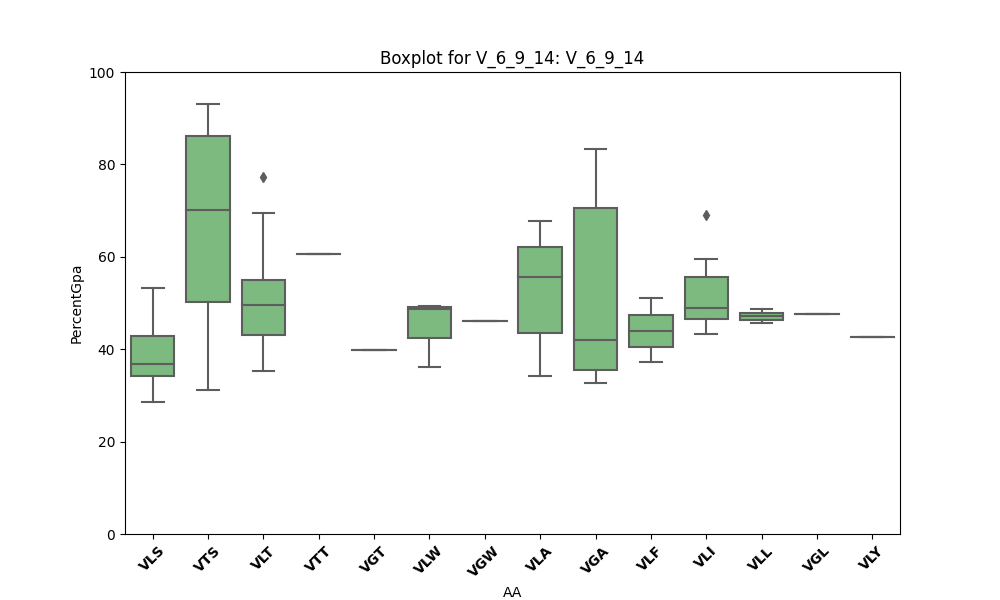 Boxplot for V_6_9_14: V_6_9_14
100
80
60
40
20
0
PercentGpa
VLS VTS VLT VTT VGT VLW VGW VLA VGA VLF VLI VLL VGL VLY
AA